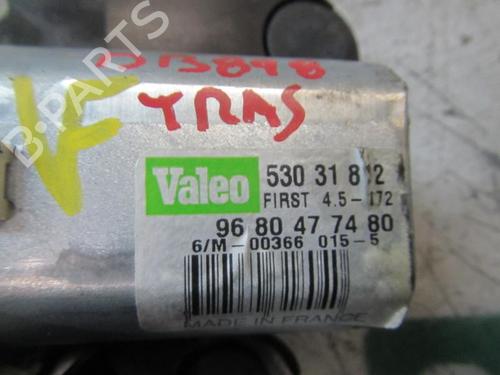 B-PARTS
D13848
TRAS
Valeo
530 31 812
FIRST 4.5- 172
96 80 47 74 80
6/M - 00366 015 - 5
MADE IN FRANCE